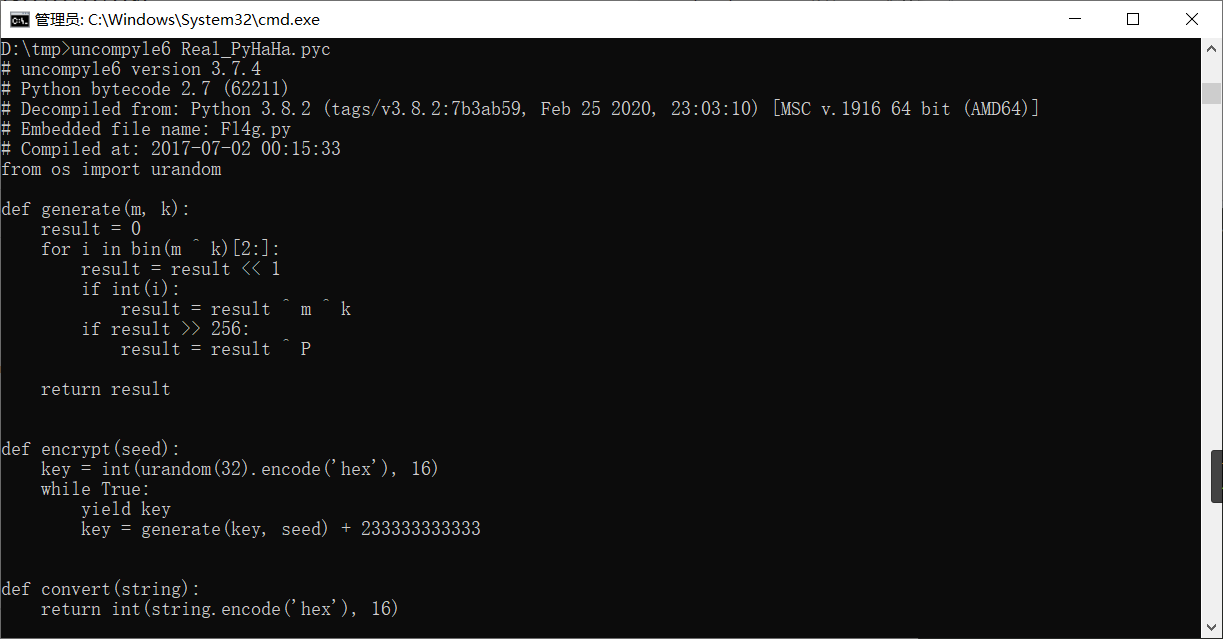 管理员: C:\Windows\System32\cmd.exe
D:\tmp>uncompyle6 Real_PyHaHa.pyc
# uncompyle6 version 3.7.4
# Python bytecode 2.7 (62211)
# Decompiled from: Python 3.8.2 (tags/v3.8.2:7b3ab59, Feb 25 2020, 23:03:10) [MSC v.1916 64 bit (AMD64)]
# Embedded file name: Fl4g.py
# Compiled at: 2017-07-02 00:15:33
from os import urandom

def generate(m, k):
    result = 0
    for i in bin(m ^ k)[2:]:
        result = result << 1
        if int(i):
            result = result ^ m ^ k
        if result >> 256:
            result = result ^ P

    return result


def encrypt(seed):
    key = int(urandom(32).encode('hex'), 16)
    while True:
        yield key
        key = generate(key, seed) + 233333333333


def convert(string):
    return int(string.encode('hex'), 16)